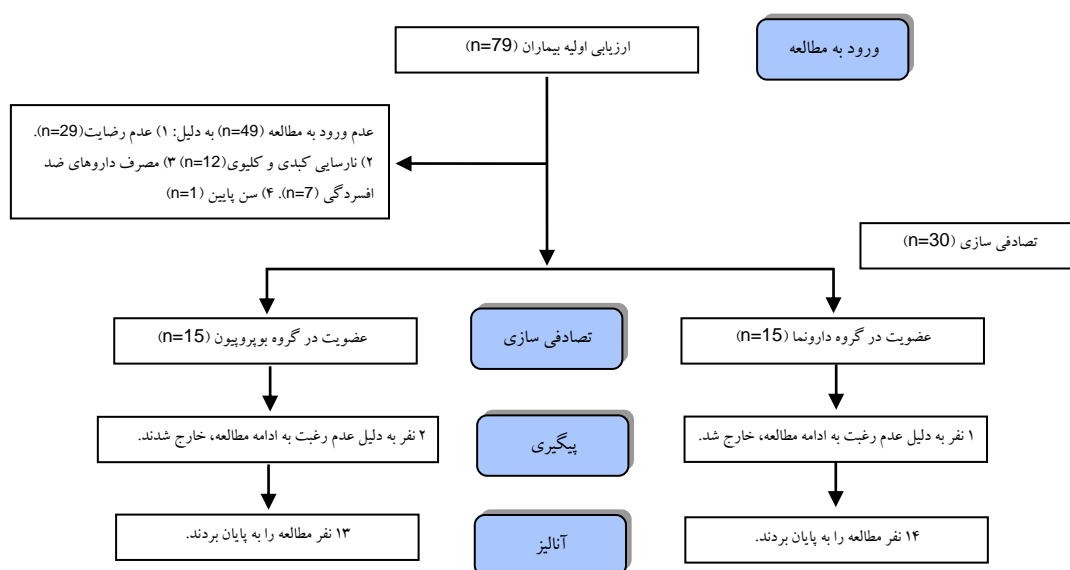 ارزیابی اولیه بیماران (n=79)
ورود به مطالعه
عدم ورود به مطالعه (n=49) به دلیل: ۱) عدم رضایت(n=29).
۲) نارسایی کبدی و کلیوی(n=12) ۳) مصرف داروهای ضد
افسردگی (n=7). ۴) سن پایین (n=1)
تصادفی سازی (n=30)
عضویت در گروه دارونما (n=15)
تصادفی سازی
عضویت در گروه بوپروپیون (n=15)
۱ نفر به دلیل عدم رغبت به ادامه مطالعه، خارج شد.
پیگیری
۲ نفر به دلیل عدم رغبت به ادامه مطالعه، خارج شدند.
۱۴ نفر مطالعه را به پایان بردند.
آنالیز
۱۳ نفر مطالعه را به پایان بردند.